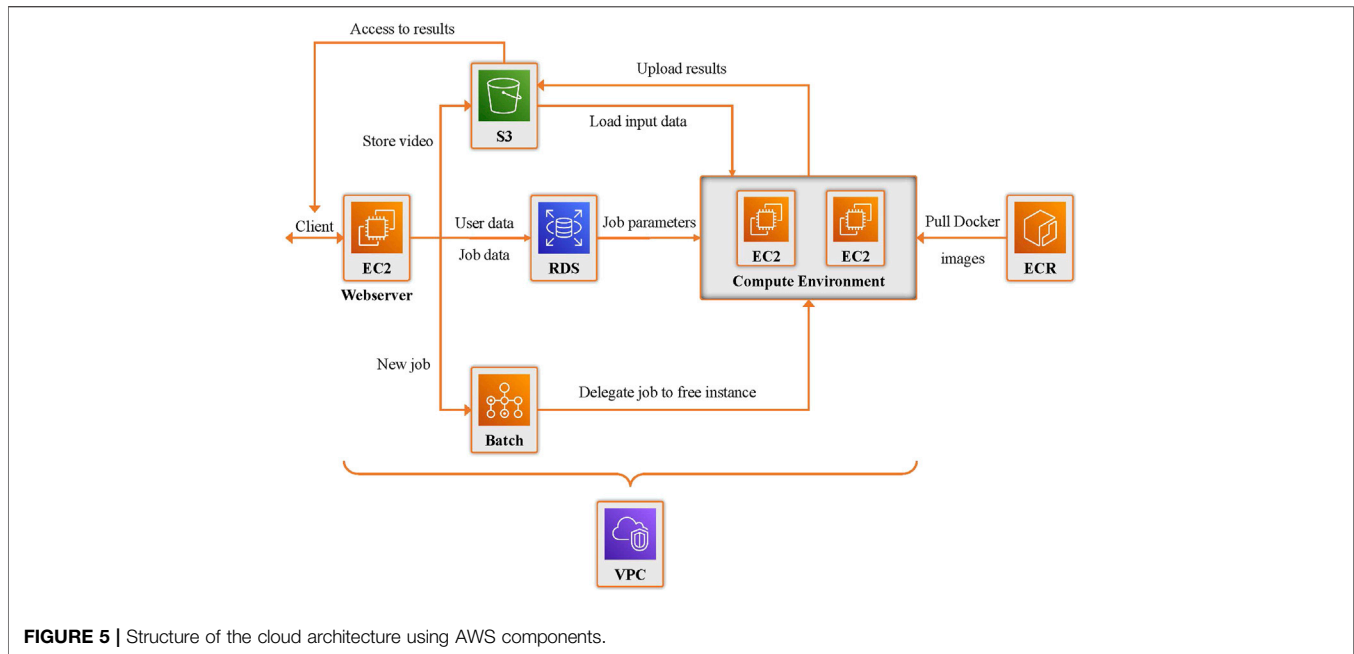 Access to results
Upload results
S3
Load input data
Store video
Client
EC2
Webserver
User data
Job data
RDS
Job parameters
EC2
EC2
Compute Environment
Pull Docker
images
ECR
New job
Batch
Delegate job to free instance
VPC
FIGURE 5 | Structure of the cloud architecture using AWS components.